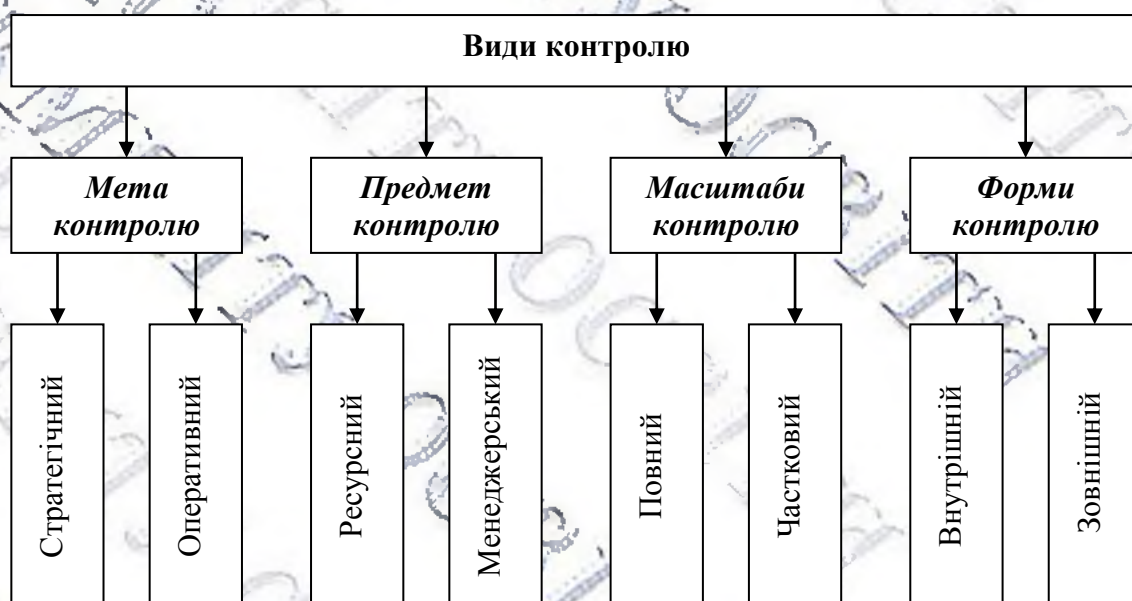 Види контролю
Мета
контролю
Предмет
контролю
Масштаби
контролю
Форми
контролю
Стратегічний
Оперативний
Ресурсний
Менеджерський
Повний
Частковий
Внутрішній
Зовнішній